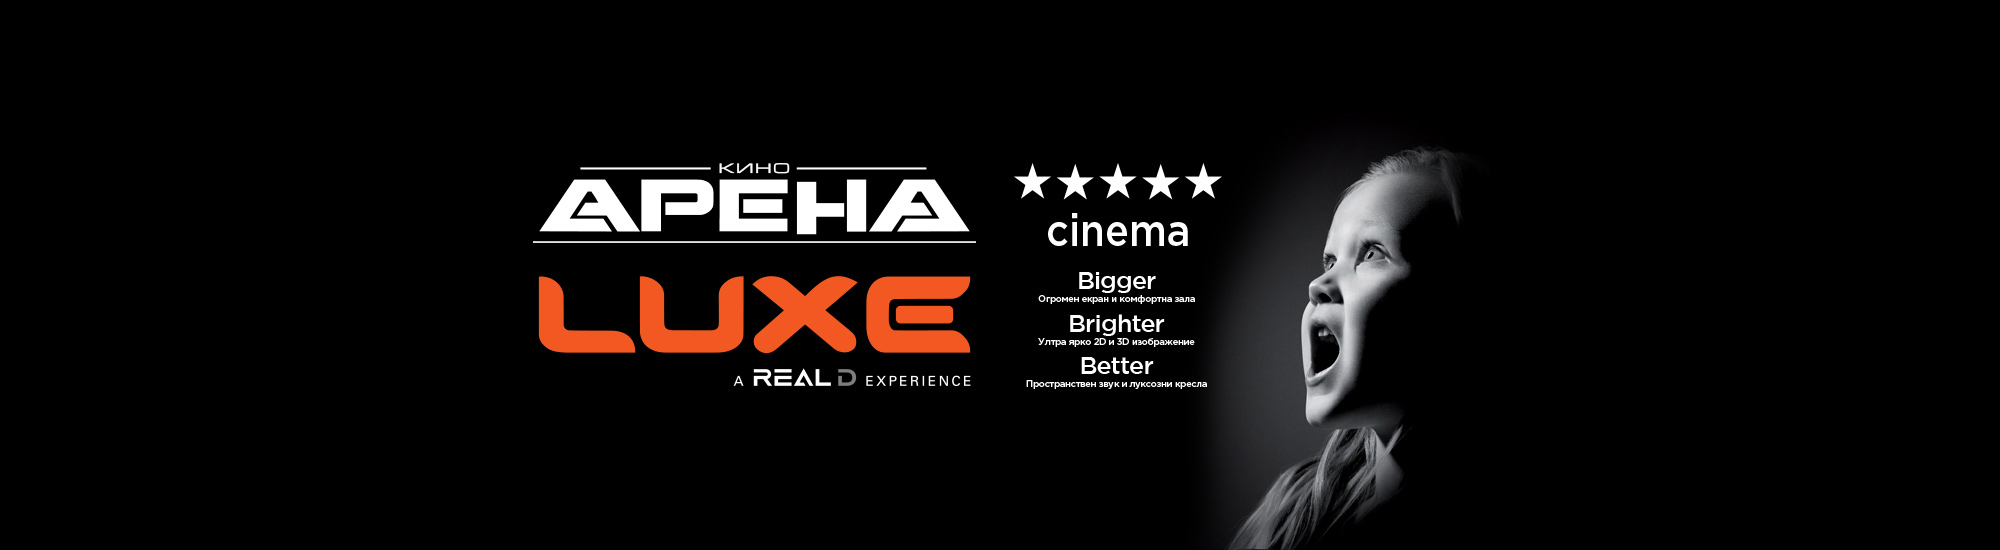 КИНО
АРЕНА
LUXE
A REAL D EXPERIENCE
cinema
Bigger
Огромен екран и комфортна зала
Brighter
Ултра ярко 2D и 3D изображение
Better
Пространствен звук и луксозни кресла